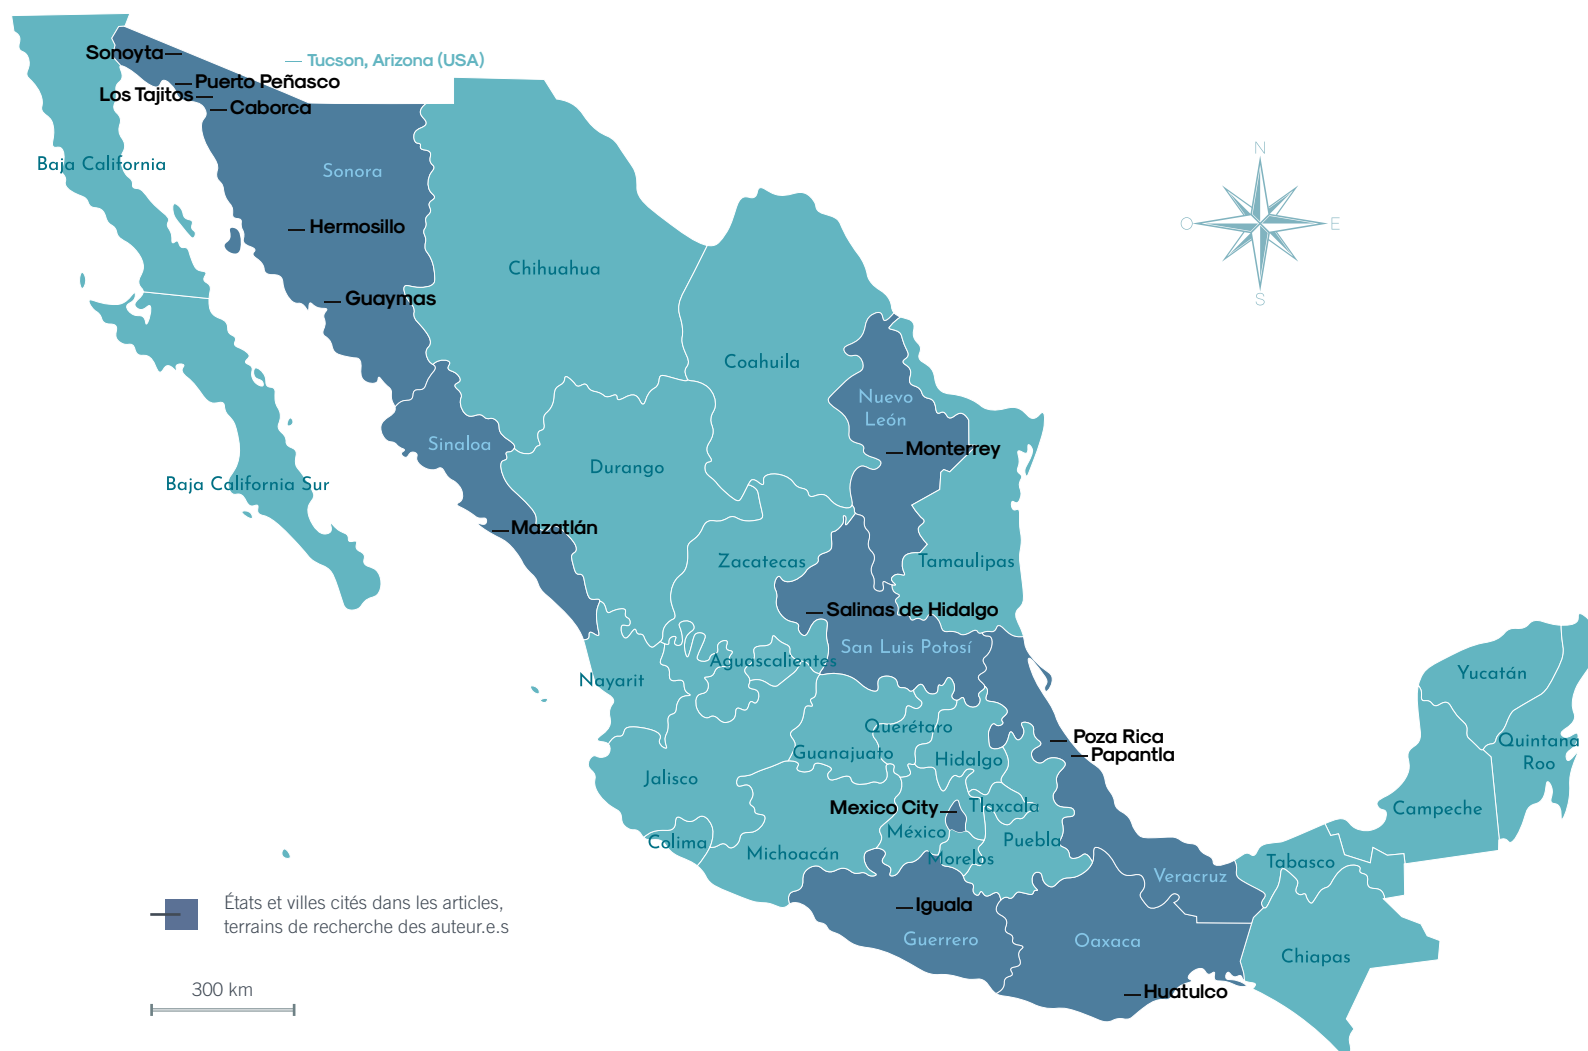 Sonoyta
Tucson, Arizona (USA)
Puerto Peñasco
Los Tajitos
Caborca
Baja California
Sonora
N
O
E
S
Hermosillo
Chihuahua
Guaymas
Coahuila
Nuevo
León
Sinaloa
Monterrey
Durango
Baja California Sur
Mazatlán
Zacatecas
Tamaulipas
Salinas de Hidalgo
San Luis Potosí
Aguascalientes
Nayarit
Yucatán
Querétaro
Poza Rica
Papantla
Quintana
Roo
Guanajuato
Hidalgo
Jalisco
Mexico City
Tlaxcala
Campeche
México
Puebla
Colima
Michoacán
Morelos
Tabasco
Veracruz
États et villes cités dans les articles,
terrains de recherche des auteur.e.s
Iguala
Guerrero
Oaxaca
Chiapas
300 km
Huatulco